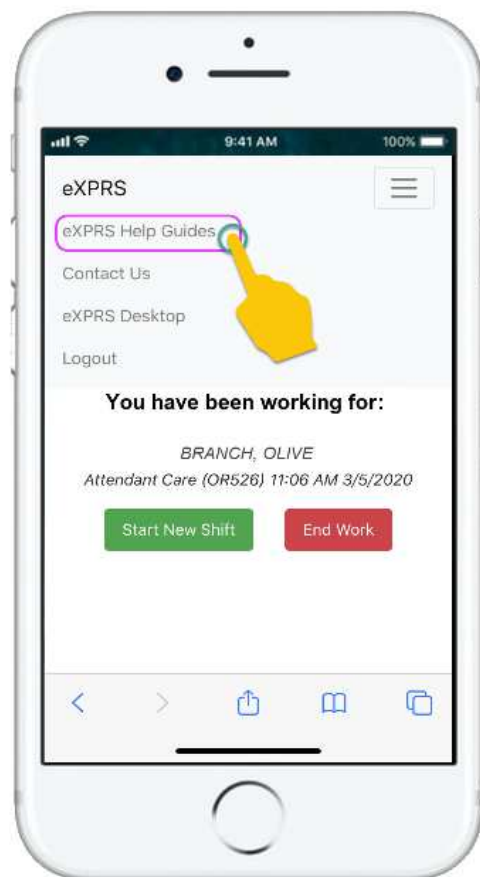 9:41 AM 100%
eXPRS
eXPRS Help Guides
Contact Us
eXPRS Desktop
Logout
You have been working for:
BRANCH, OLIVE
Attendant Care (OR526) 11:06 AM 3/5/2020
Start New Shift End Work